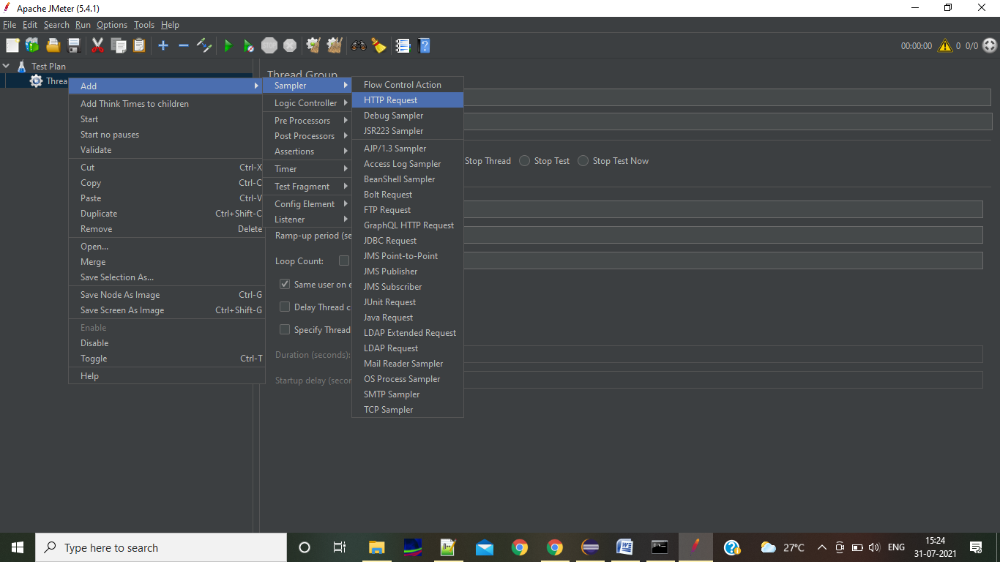 Apache JMeter (5.4.1)
File Edit Search Run Options Tools Help
STOP
00:00:00 0 0/0
Test Plan
Threa
Thread Group
Add
Add Think Times to children
Start
Start no pauses
Validate
Cut Ctrl-X
Copy Ctrl-C
Paste Ctrl-V
Duplicate Ctrl+Shift-C
Remove Delete
Open...
Merge
Save Selection As...
Save Node As Image Ctrl-G
Save Screen As Image Ctrl+Shift-G
Enable
Disable
Toggle Ctrl-T
Help
Sampler
Logic Controller
Pre Processors
Post Processors
Assertions
Timer
Test Fragment
Config Element
Listener
Flow Control Action
HTTP Request
Debug Sampler
JSR223 Sampler
AJP/1.3 Sampler
Access Log Sampler
BeanShell Sampler
Bolt Request
FTP Request
GraphQL HTTP Request
JDBC Request
JMS Point-to-Point
JMS Publisher
JMS Subscriber
JUnit Request
Java Request
LDAP Extended Request
LDAP Request
Mail Reader Sampler
OS Process Sampler
SMTP Sampler
TCP Sampler
Stop Thread Stop Test Stop Test Now
Ramp-up period (se
Loop Count:
Same user on e
Delay Thread c
Specify Thread
Duration (seconds):
Startup delay (secon
Type here to search
27°C ENG
15:24
31-07-2021